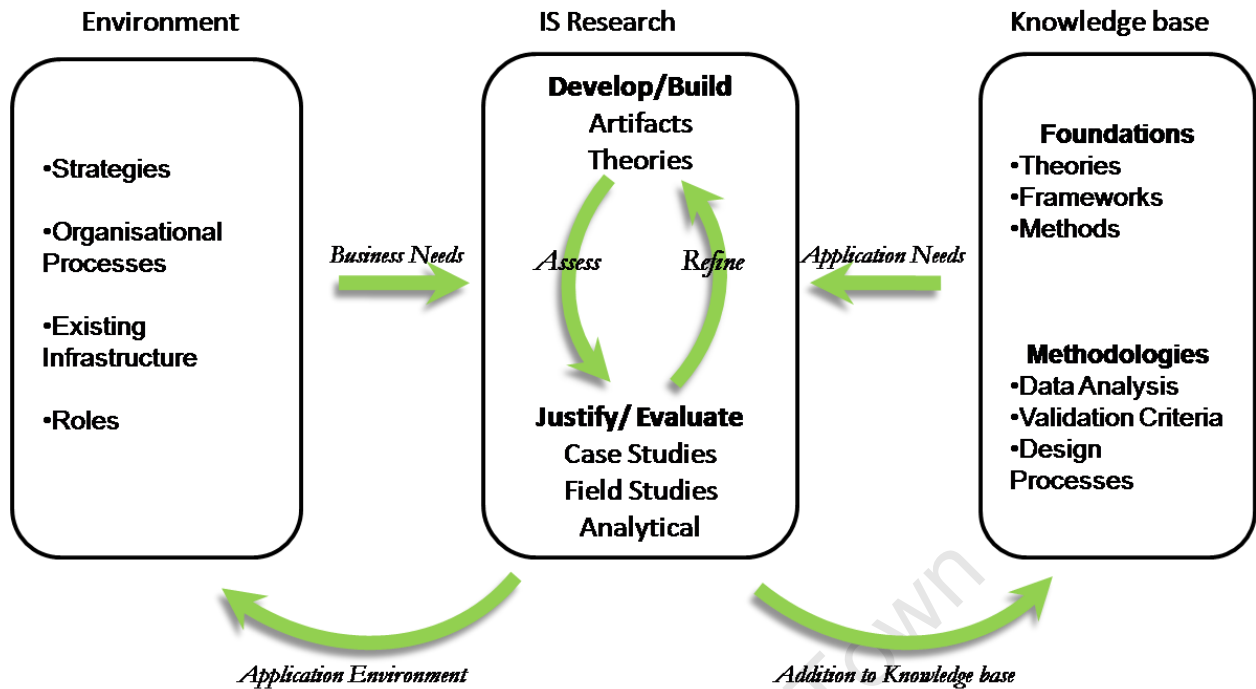 Environment
IS Research
Knowledge base
•Strategies
•Organisational
Processes
•Existing
Infrastructure
•Roles
Business Needs
Develop/Build
Artifacts
Theories
Assess
Refine
Justify/ Evaluate
Case Studies
Field Studies
Analytical
Application Needs
Foundations
•Theories
•Frameworks
•Methods
Methodologies
•Data Analysis
•Validation Criteria
•Design
Processes
Application Environment
Addition to Knowledge base
Town